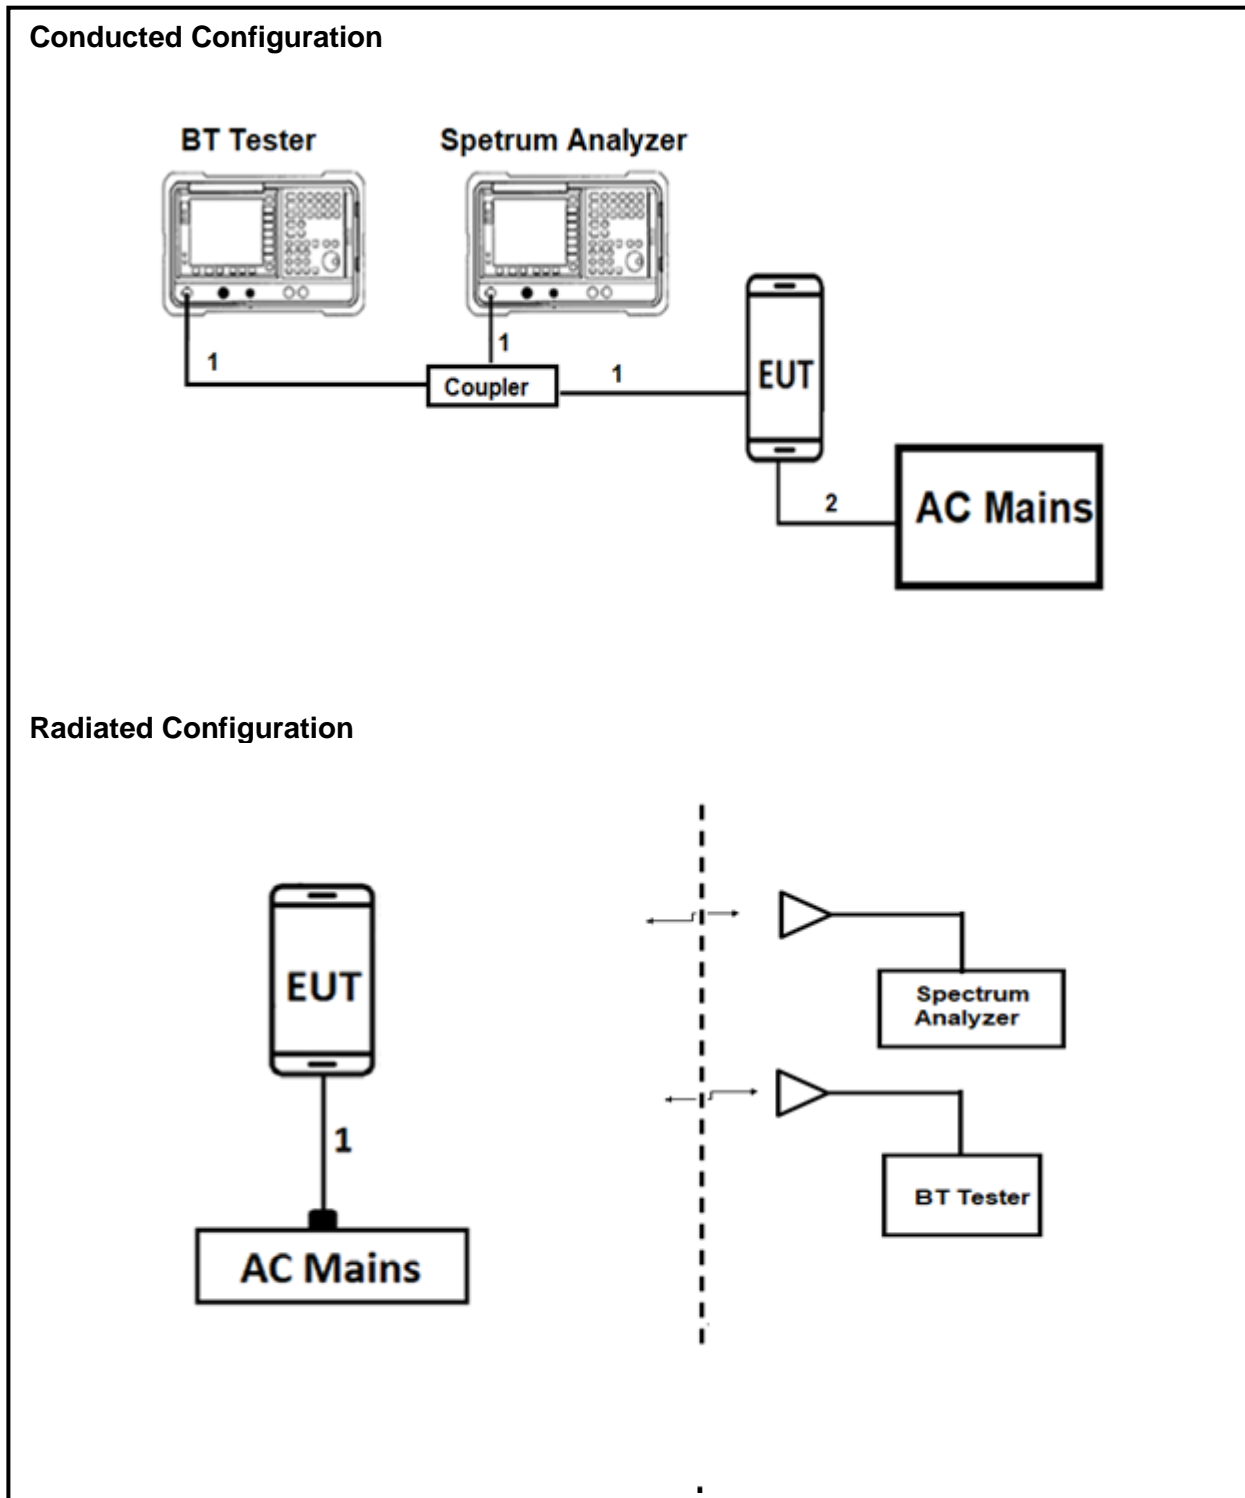 Conducted Configuration
BT Tester
Spetrum Analyzer
1
1
1
Coupler
EUT
2
AC Mains
Radiated Configuration
EUT
1
AC Mains
Spectrum
Analyzer
BT Tester